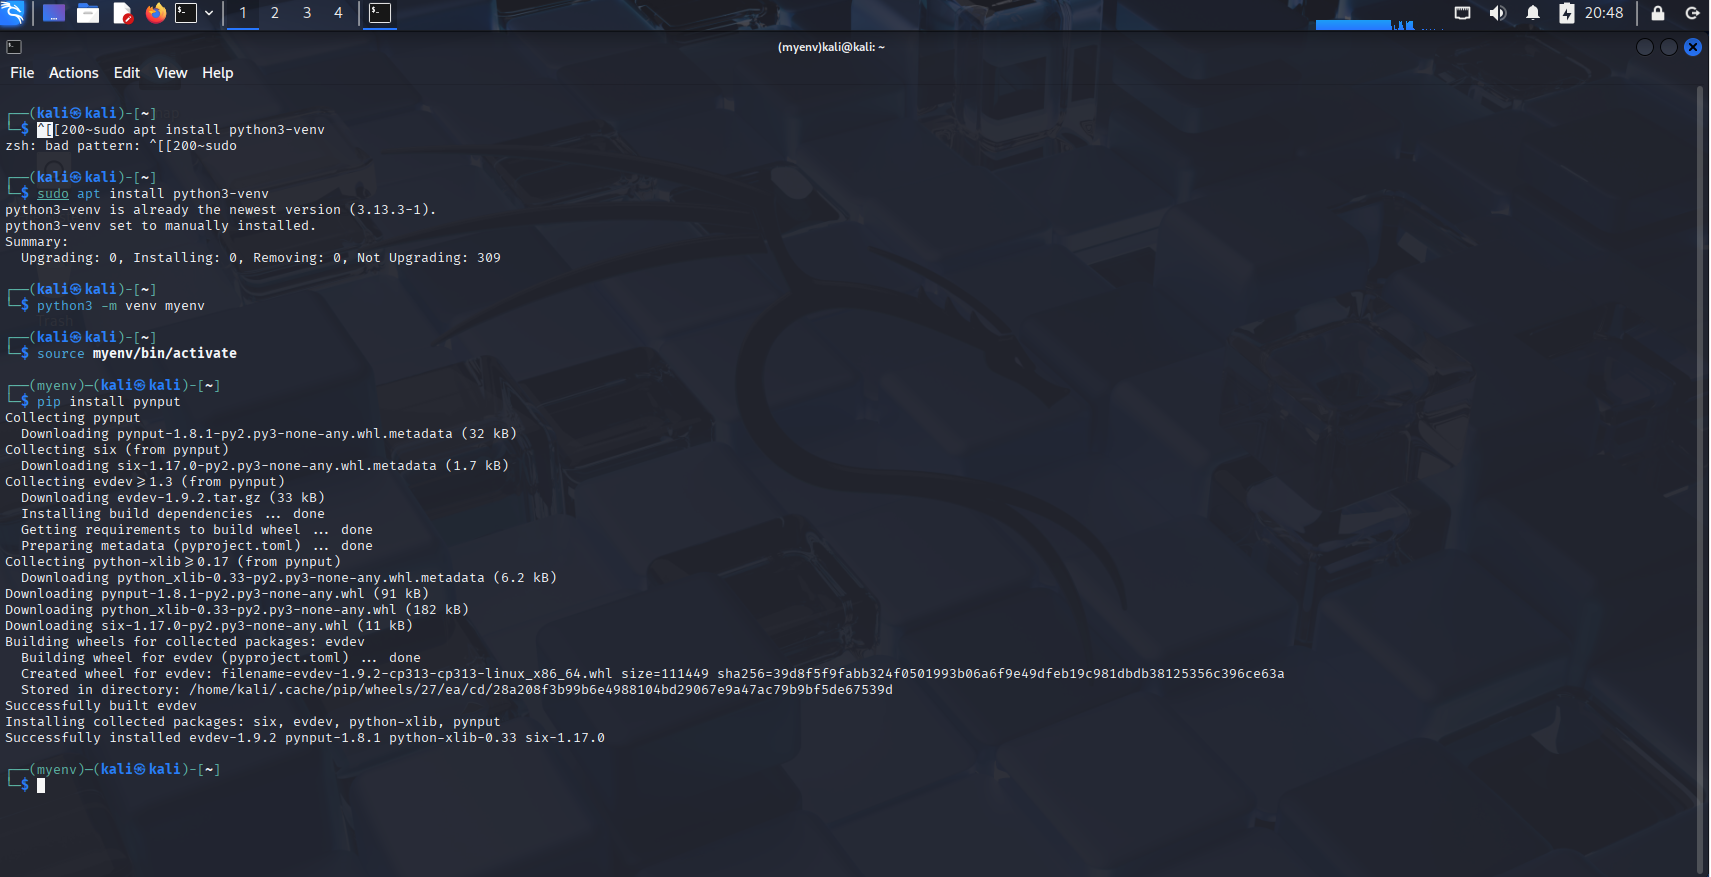 1 2 3 4 20:48
(myenv)kali@kali: ~
File Actions Edit View Help
┌──(kali㉿kali)-[~]
└─$ ^[[200~sudo apt install python3-venv
zsh: bad pattern: ^[[200~sudo
┌──(kali㉿kali)-[~]
└─$ sudo apt install python3-venv
python3-venv is already the newest version (3.13.3-1).
python3-venv set to manually installed.
Summary:
  Upgrading: 0, Installing: 0, Removing: 0, Not Upgrading: 309
┌──(kali㉿kali)-[~]
└─$ python3 -m venv myenv
Trash
┌──(kali㉿kali)-[~]
└─$ source myenv/bin/activate
┌──(myenv)─(kali㉿kali)-[~]
└─$ pip install pynput
Collecting pynput
  Downloading pynput-1.8.1-py2.py3-none-any.whl.metadata (32 kB)
Collecting six (from pynput)
  Downloading six-1.17.0-py2.py3-none-any.whl.metadata (1.7 kB)
Collecting evdev≥1.3 (from pynput)
  Downloading evdev-1.9.2.tar.gz (33 kB)
  Installing build dependencies ... done
  Getting requirements to build wheel ... done
  Preparing metadata (pyproject.toml) ... done
Collecting python-xlib≥0.17 (from pynput)
  Downloading python_xlib-0.33-py2.py3-none-any.whl.metadata (6.2 kB)
Downloading pynput-1.8.1-py2.py3-none-any.whl (91 kB)
Downloading python_xlib-0.33-py2.py3-none-any.whl (182 kB)
Downloading six-1.17.0-py2.py3-none-any.whl (11 kB)
Building wheels for collected packages: evdev
  Building wheel for evdev (pyproject.toml) ... done
  Created wheel for evdev: filename=evdev-1.9.2-cp313-cp313-linux_x86_64.whl size=111449 sha256=39d8f5f9fabb324f0501993b06a6f9e49dfeb19c981dbdb38125356c396ce63a
  Stored in directory: /home/kali/.cache/pip/wheels/27/ea/cd/28a208f3b99b6e4988104bd29067e9a47ac79b9bf5de67539d
Successfully built evdev
Installing collected packages: six, evdev, python-xlib, pynput
Successfully installed evdev-1.9.2 pynput-1.8.1 python-xlib-0.33 six-1.17.0
┌──(myenv)─(kali㉿kali)-[~]
└─$